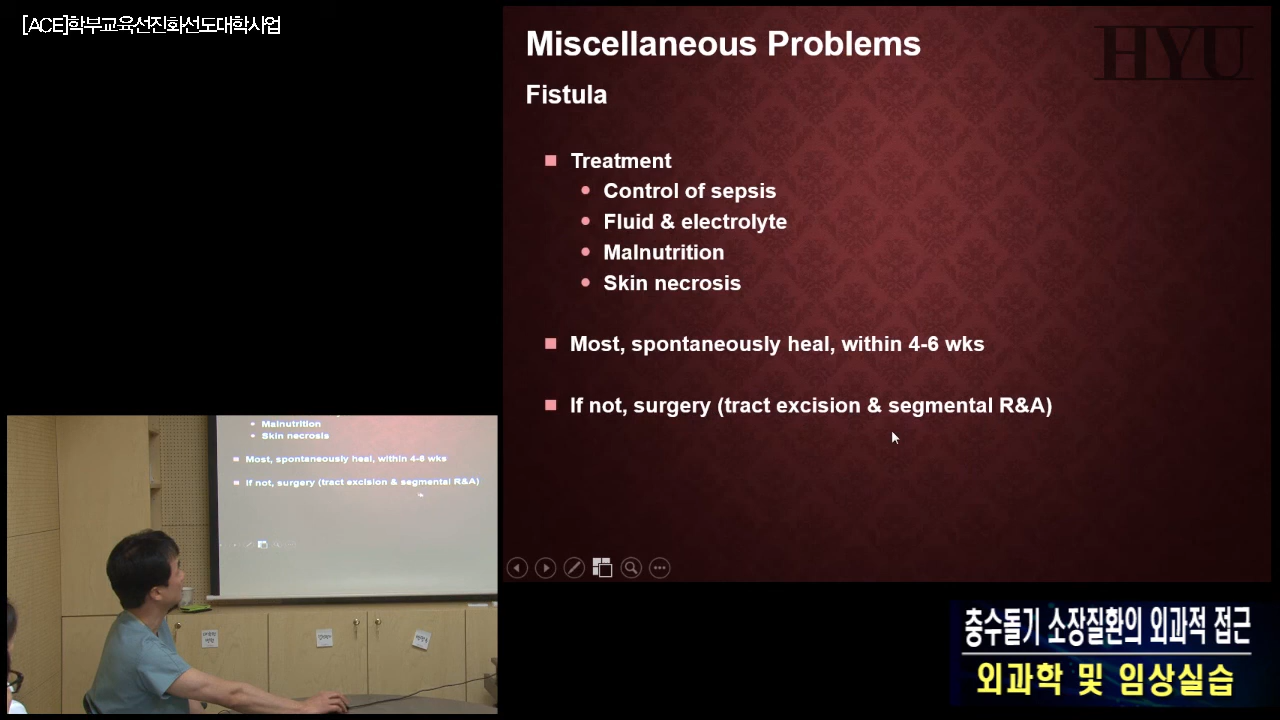 [ACE]학부교육선진화선도대학사업
HYU
Miscellaneous Problems
Fistula
Treatment
Control of sepsis
Fluid & electrolyte
Malnutrition
Skin necrosis
Most, spontaneously heal, within 4-6 wks
If not, surgery (tract excision & segmental R&A)
Malnutrition
Skin necrosis
Most, spontaneously heal, within 4-6 wks
If not, surgery (tract excision & segmental R&A)
충수돌기 소장질환의 외과적 접근
외과학 및 임상실습